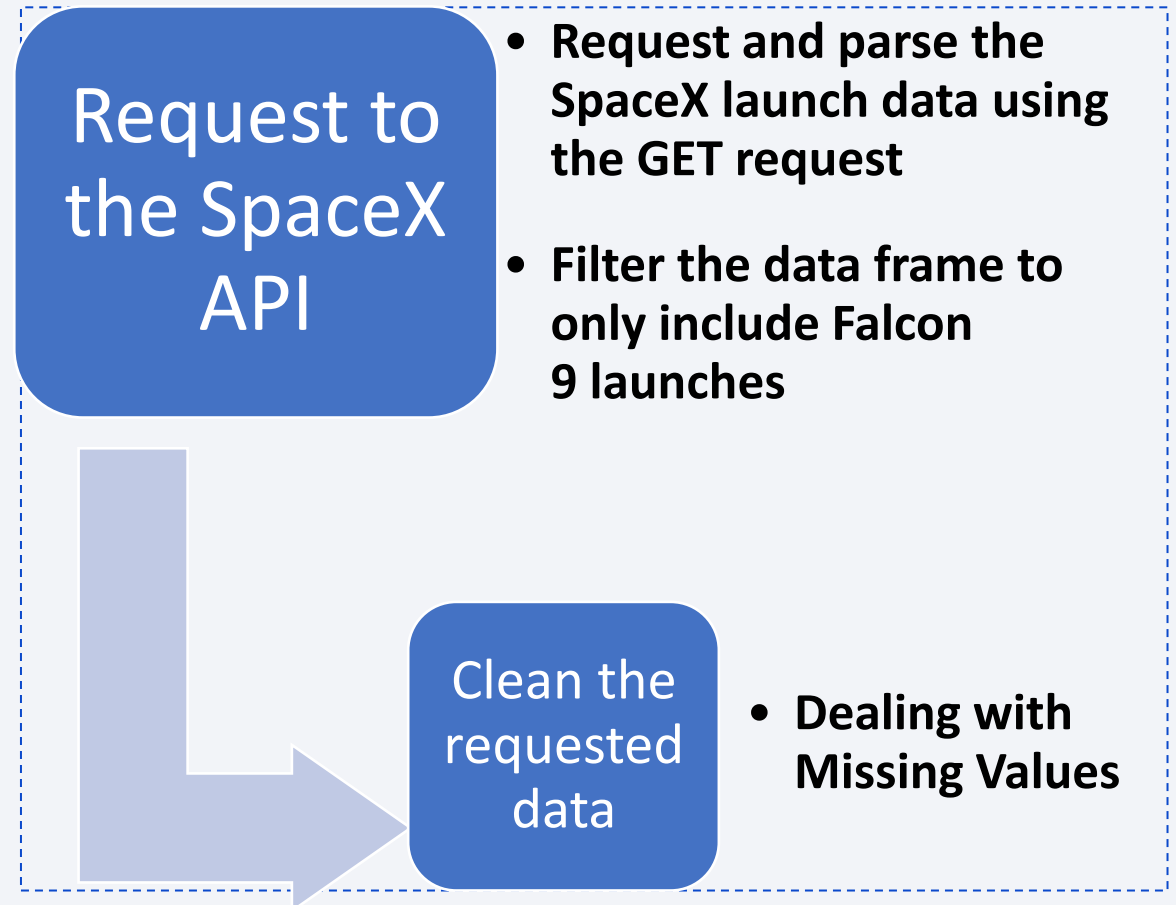 Request to
the SpaceX
API
• Request and parse the
SpaceX launch data using
the GET request
• Filter the data frame to
only include Falcon
9 launches
Clean the
requested
data
• Dealing with
Missing Values